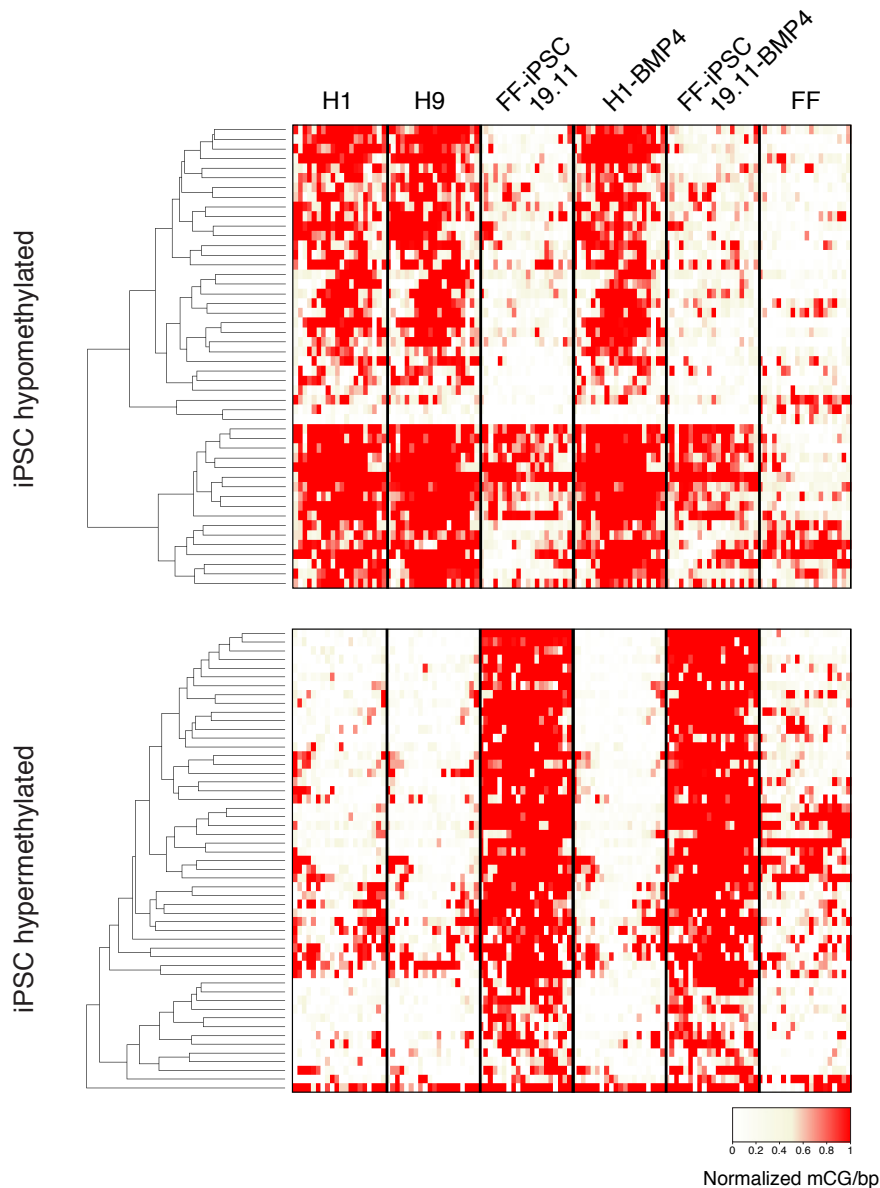 H1
H9
FF-iPSC
19.11
H1-BMP4
FF-iPSC
19.11-BMP4
FF
iPSC hypomethylated
iPSC hypermethylated
0 0.2 0.4 0.6 0.8 1
Normalized mCG/bp